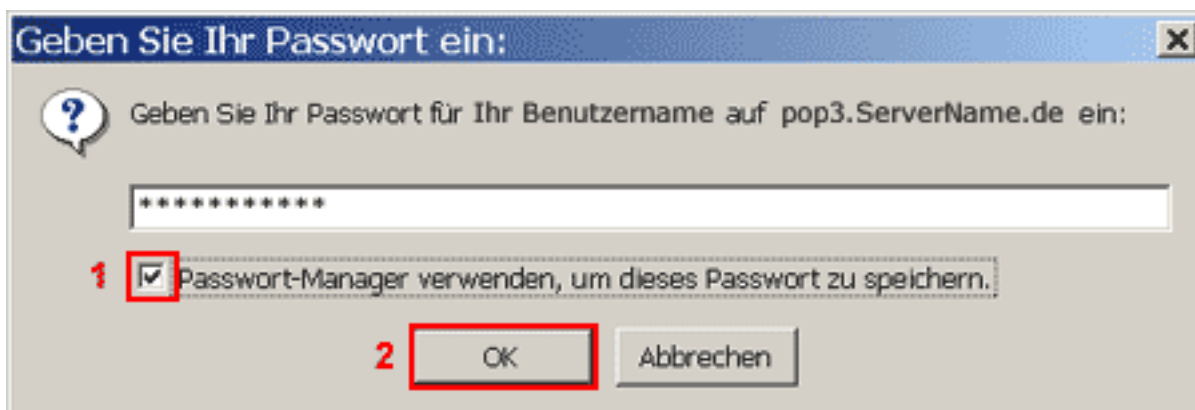 Geben Sie Ihr Passwort ein:
Geben Sie Ihr Passwort für Ihr Benutzername auf pop3.ServerName.de ein:
***********
1 Passwort-Manager verwenden, um dieses Passwort zu speichern.
2 OK Abbrechen